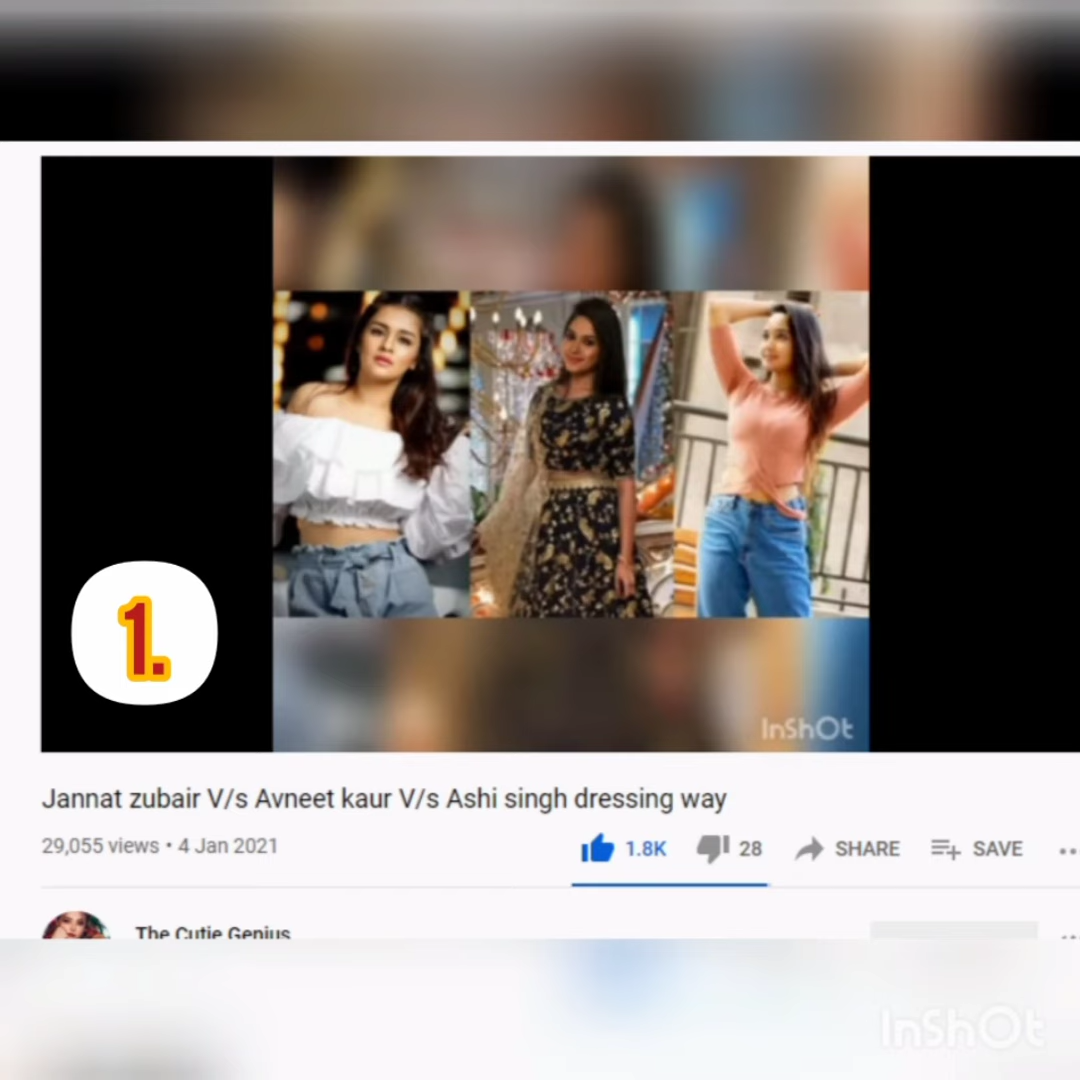 1.
InShOt
Jannat zubair V/s Avneet kaur V/s Ashi singh dressing way
29,055 views • 4 Jan 2021
1.8K 28 SHARE SAVE
The Cutie Genius
InShOt